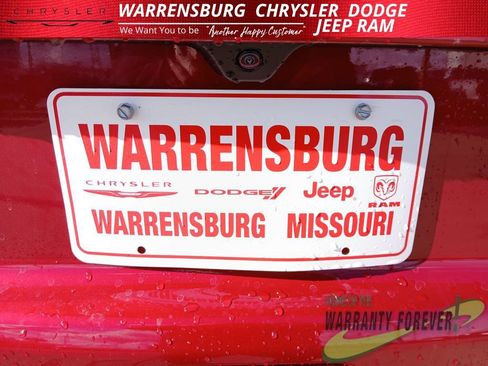 CHRYSLER
WARRENSBURG CHRYSLER DODGE
JEEP RAM
We Want You to be "Another Happy Customer"
WARRENSBURG
CHRYSLER DODGE Jeep RAM
WARRENSBURG MISSOURI
WARRANTY FOREVER!